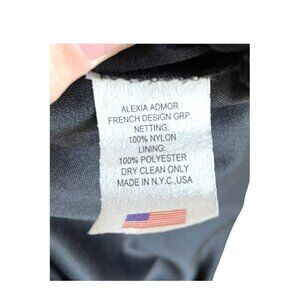 ALEXIA ADMOR
FRENCH DESIGN GRP
NETTING:
100% NYLON
LINING:
100% POLYESTER
DRY CLEAN ONLY
MADE IN N.Y.C.,USA